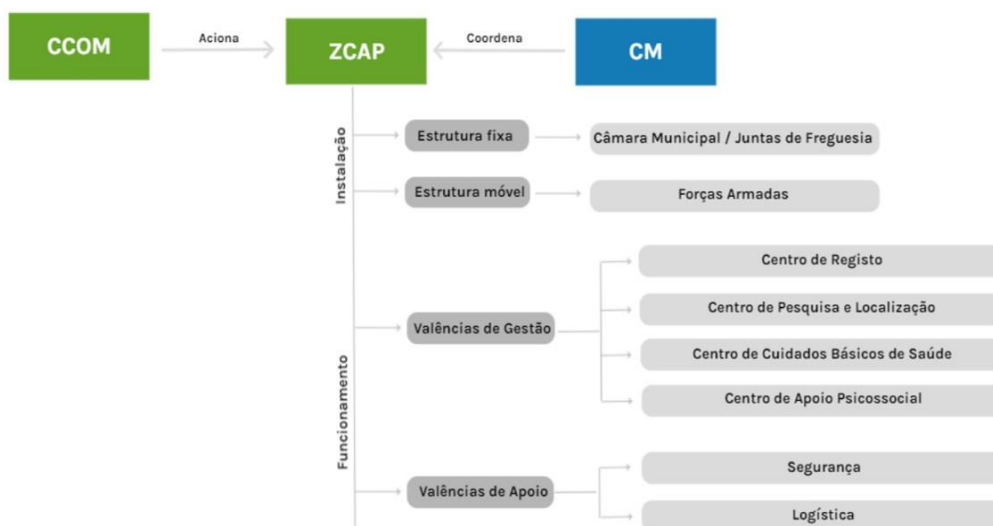 CCOM
Aciona
ZCAP
Coordena
CM
Instalação
Estrutura fixa
Câmara Municipal / Juntas de Freguesia
Estrutura móvel
Forças Armadas
Funcionamento
Valências de Gestão
Centro de Registo
Centro de Pesquisa e Localização
Centro de Cuidados Básicos de Saúde
Centro de Apoio Psicossocial
Valências de Apoio
Segurança
Logística